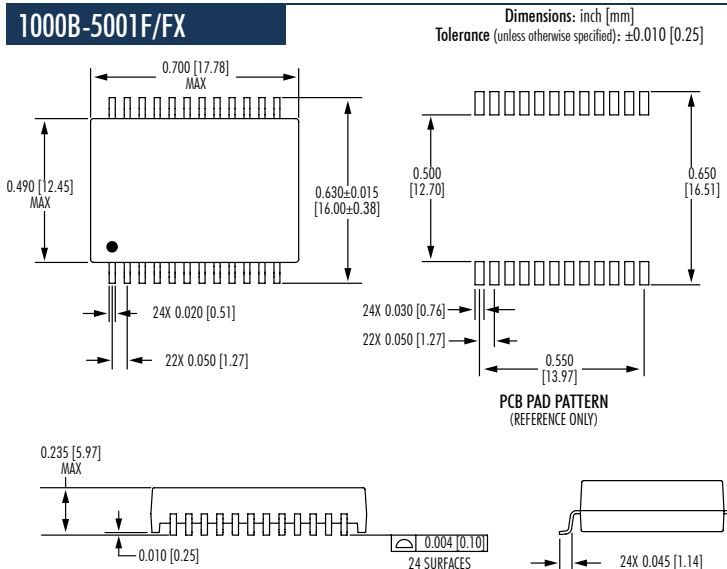 1000B-5001F/FX
Dimensions: inch [mm]
Tolerance (unless otherwise specified): ±0.010 [0.25]
0.700 [17.78]
MAX
0.490 [12.45]
MAX
0.630±0.015
[16.00±0.38]
24X 0.020 [0.51]
22X 0.050 [1.27]
0.500
[12.70]
0.650
[16.51]
24X 0.030 [0.76]
22X 0.050 [1.27]
0.550
[13.97]
PCB PAD PATTERN
(REFERENCE ONLY)
0.235 [5.97]
MAX
0.010 [0.25]
0.004 [0.10]
24 SURFACES
24X 0.045 [1.14]